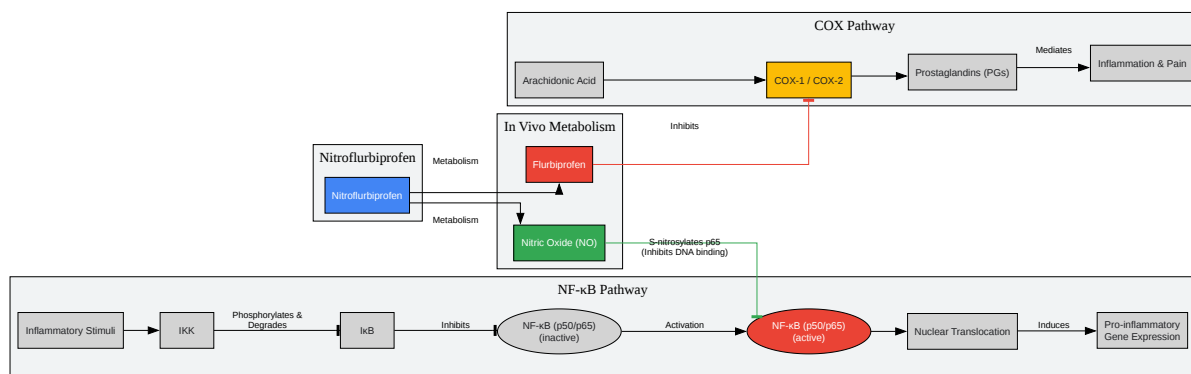 COX Pathway
Arachidonic Acid
COX-1 / COX-2
Prostaglandins (PGs)
Mediates
Inflammation & Pain
Inhibits
In Vivo Metabolism
Flurbiprofen
Nitric Oxide (NO)
Nitroflurbiprofen
Nitroflurbiprofen
Metabolism
Metabolism
S-nitrosylates p65
(Inhibits DNA binding)
NF-κB Pathway
Inflammatory Stimuli
IKK
Phosphorylates &
Degrades
IκB
Inhibits
NF-κB (p50/p65)
(inactive)
Activation
NF-κB (p50/p65)
(active)
Nuclear Translocation
Induces
Pro-inflammatory
Gene Expression